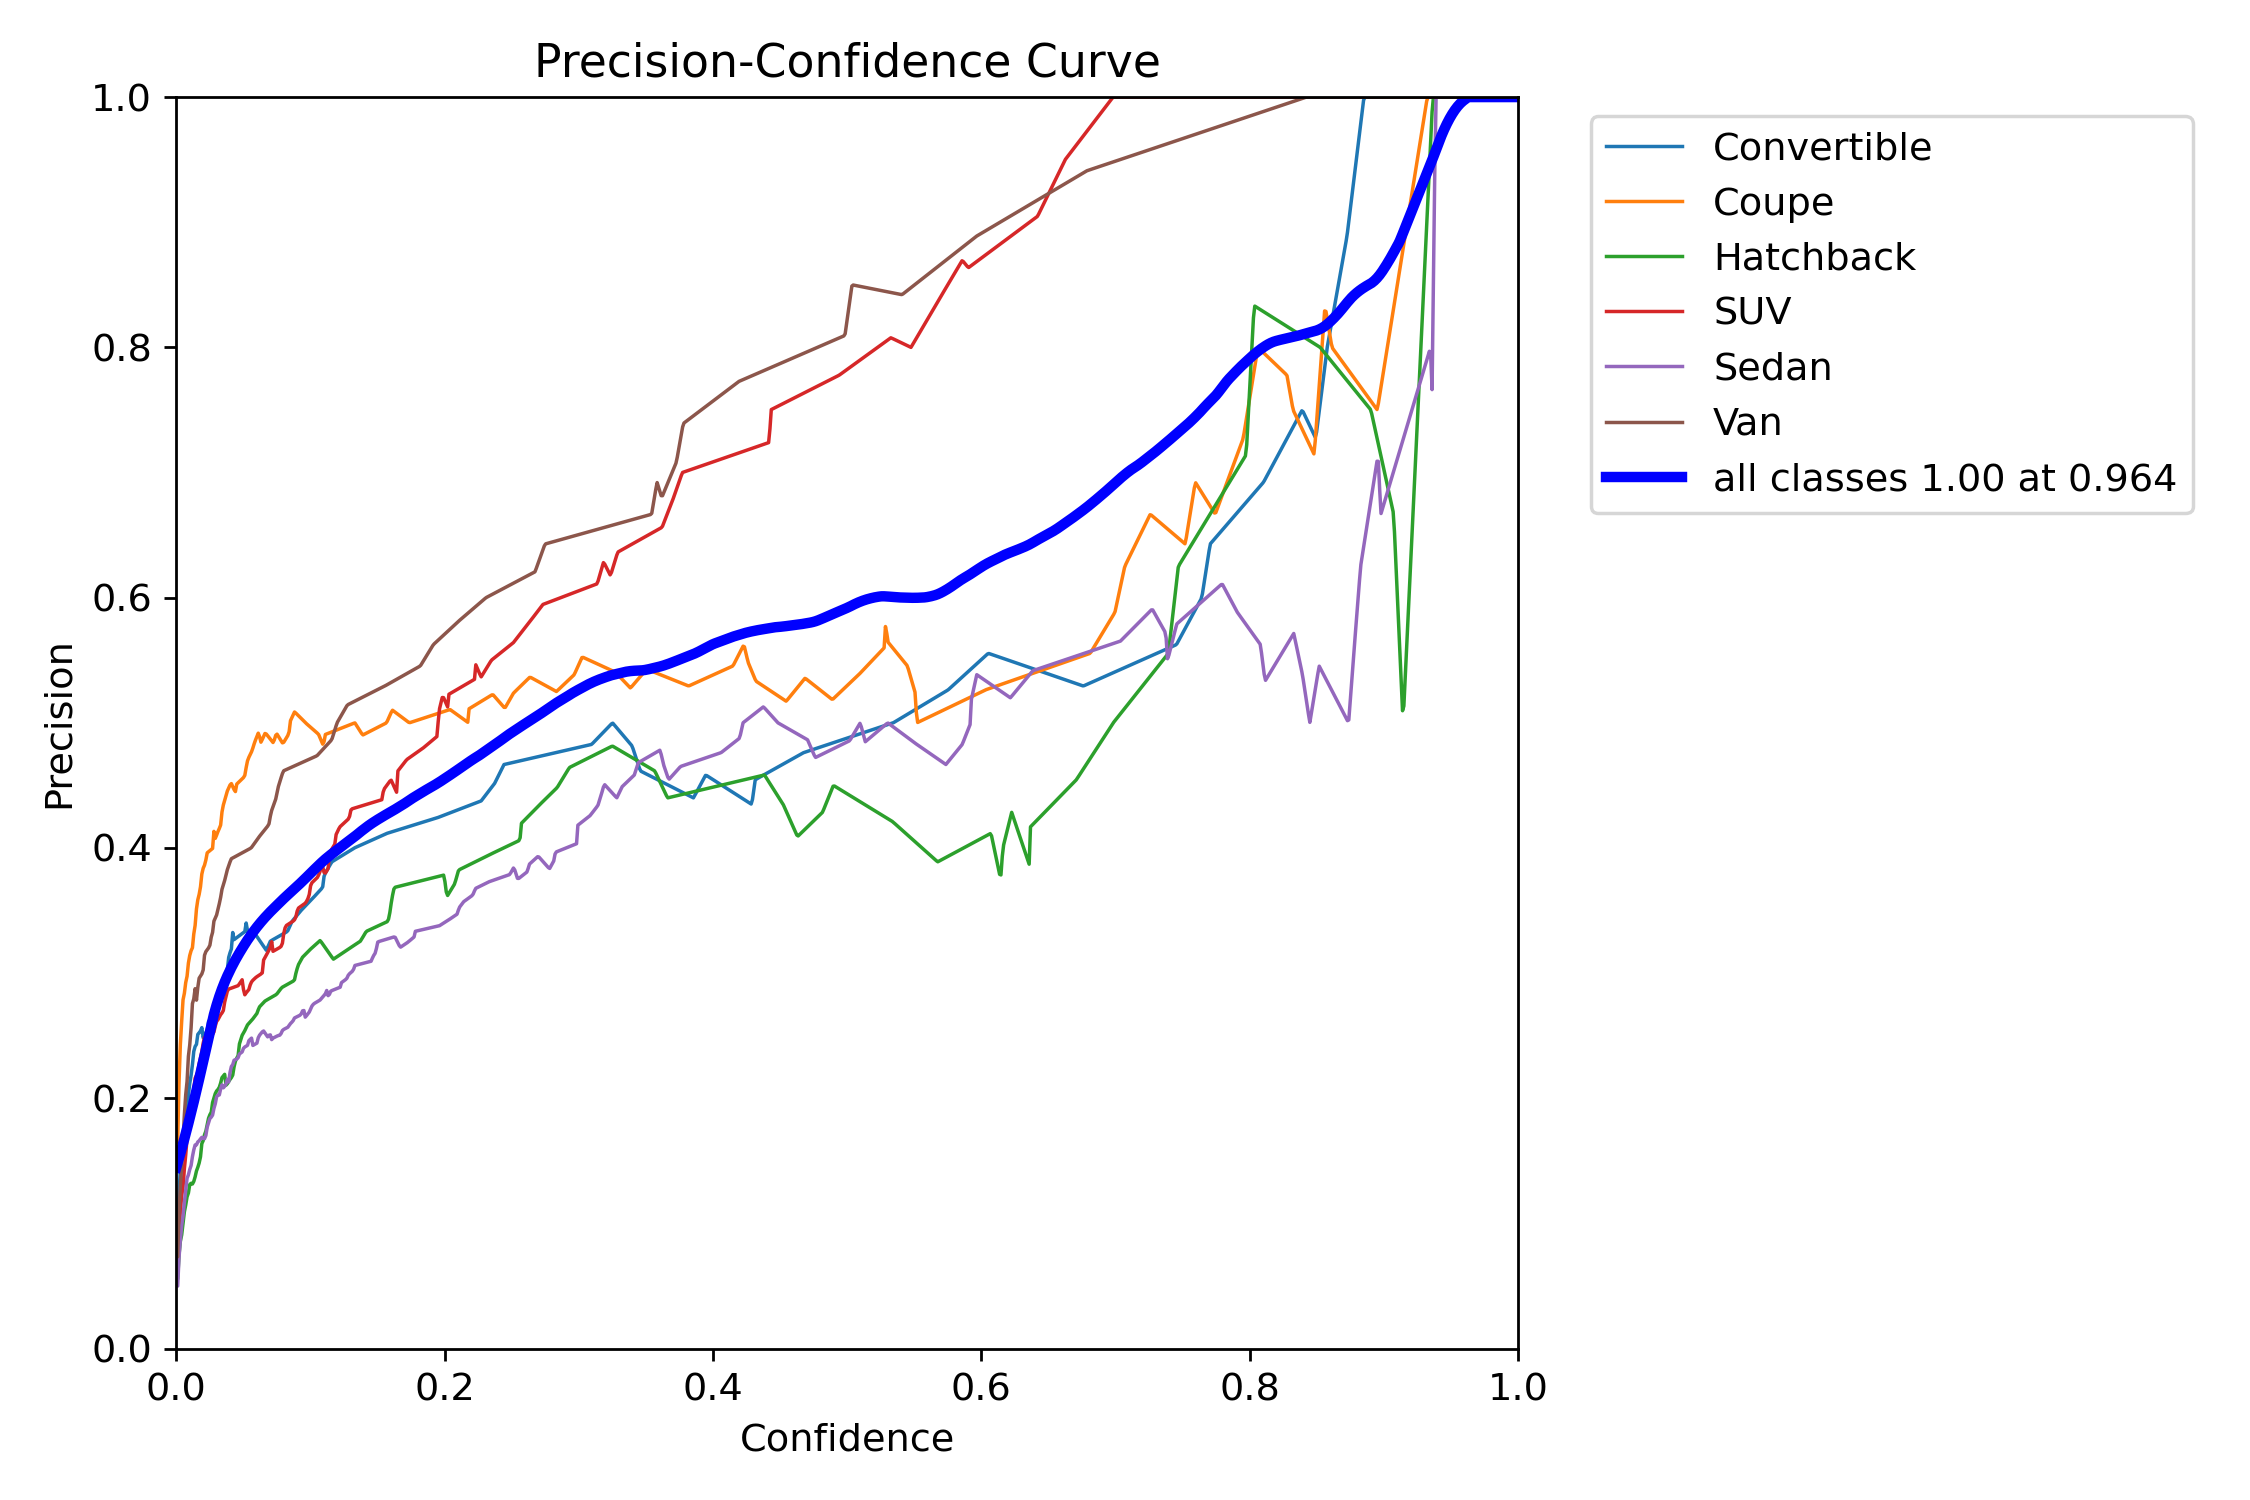 Precision-Confidence Curve
1.0
0.8
0.6
0.4
0.2
0.0
Precision
0.0 0.2 0.4 0.6 0.8 1.0
Confidence
Convertible
Coupe
Hatchback
SUV
Sedan
Van
all classes 1.00 at 0.964